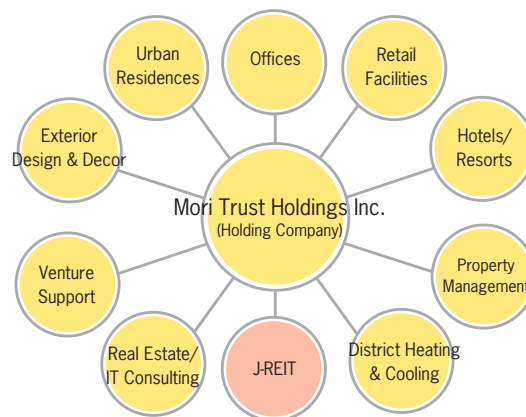 Urban
Residences
Offices
Retail
Facilities
Exterior
Design & Decor
Hotels/
Resorts
Mori Trust Holdings Inc.
(Holding Company)
Venture
Support
Property
Management
Real Estate/
IT Consulting
J-REIT
District Heating
& Cooling